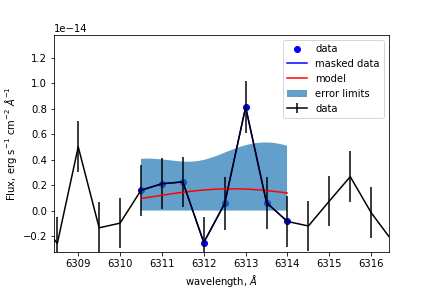 1e−14
data
masked data
model
error limits
data
Flux, erg s⁻¹ cm⁻² Å⁻¹
1.2
1.0
0.8
0.6
0.4
0.2
0.0
−0.2
6309 6310 6311 6312 6313 6314 6315 6316
wavelength, Å